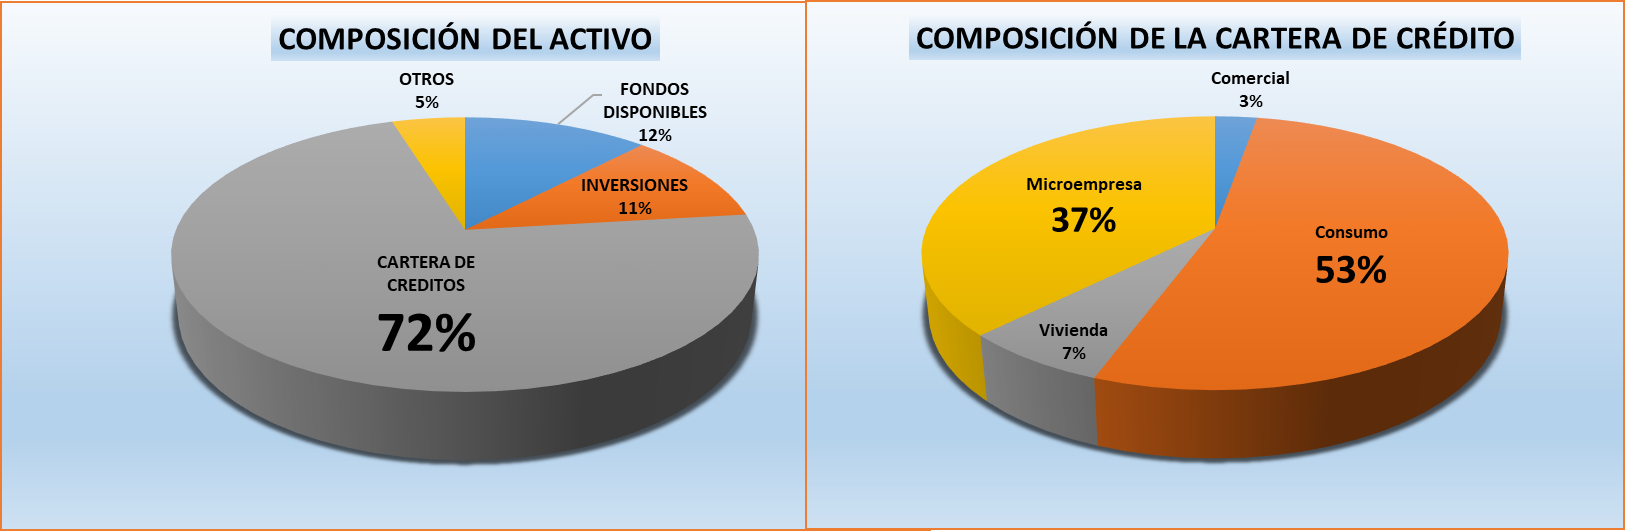 COMPOSICIÓN DEL ACTIVO
OTROS
5%
FONDOS
DISPONIBLES
12%
INVERSIONES
11%
CARTERA DE
CREDITOS
72%
COMPOSICIÓN DE LA CARTERA DE CRÉDITO
Comercial
3%
Microempresa
37%
Consumo
53%
Vivienda
7%